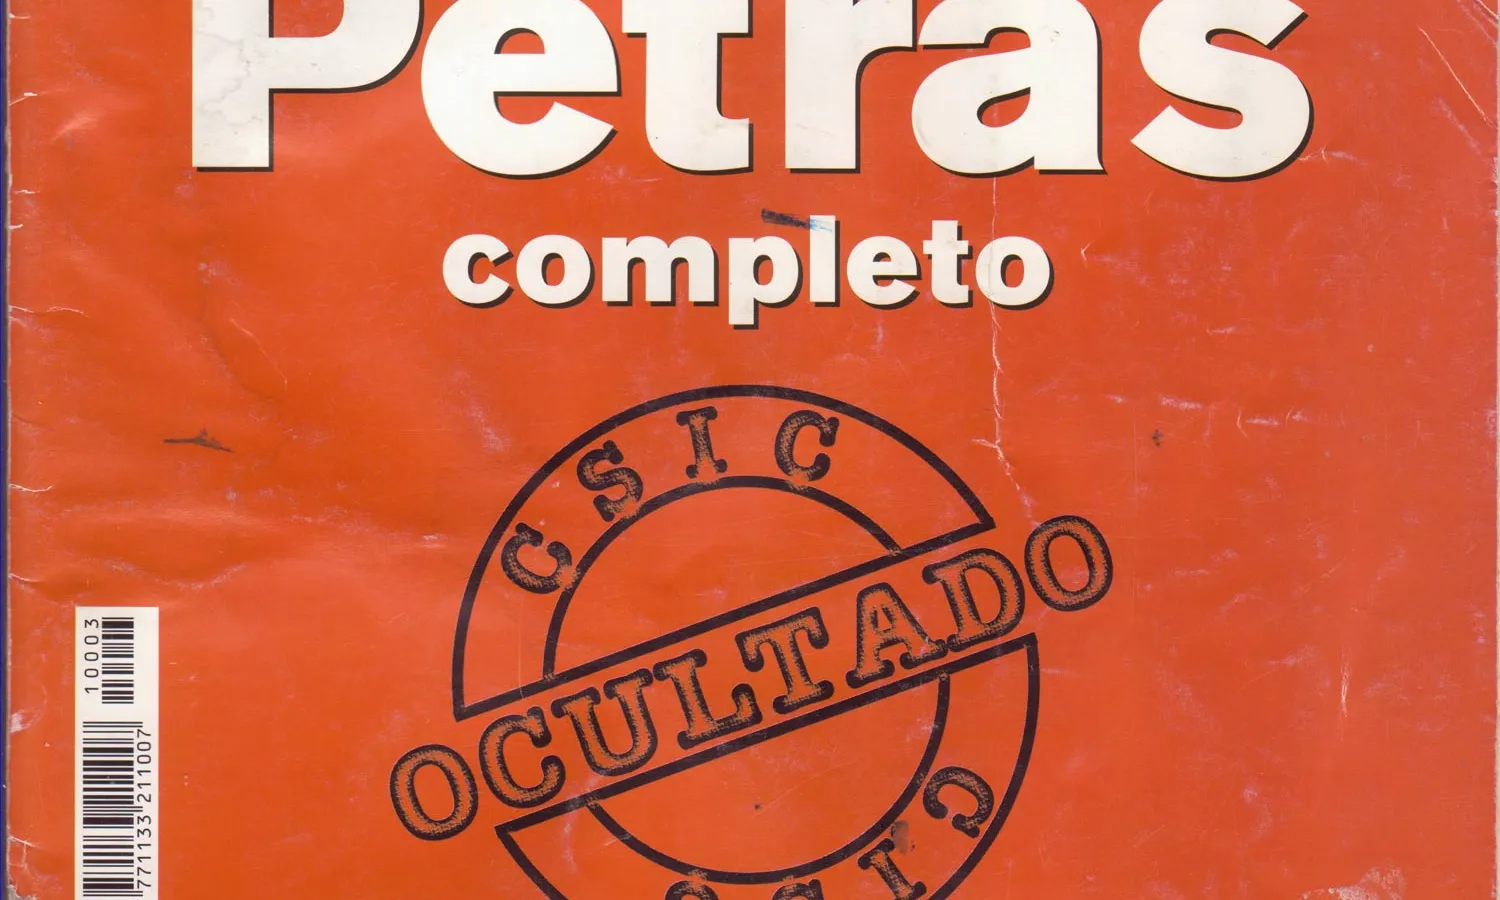 Petras
completo
CSIC
OCULTADO
CSIC
10003
771133 211007